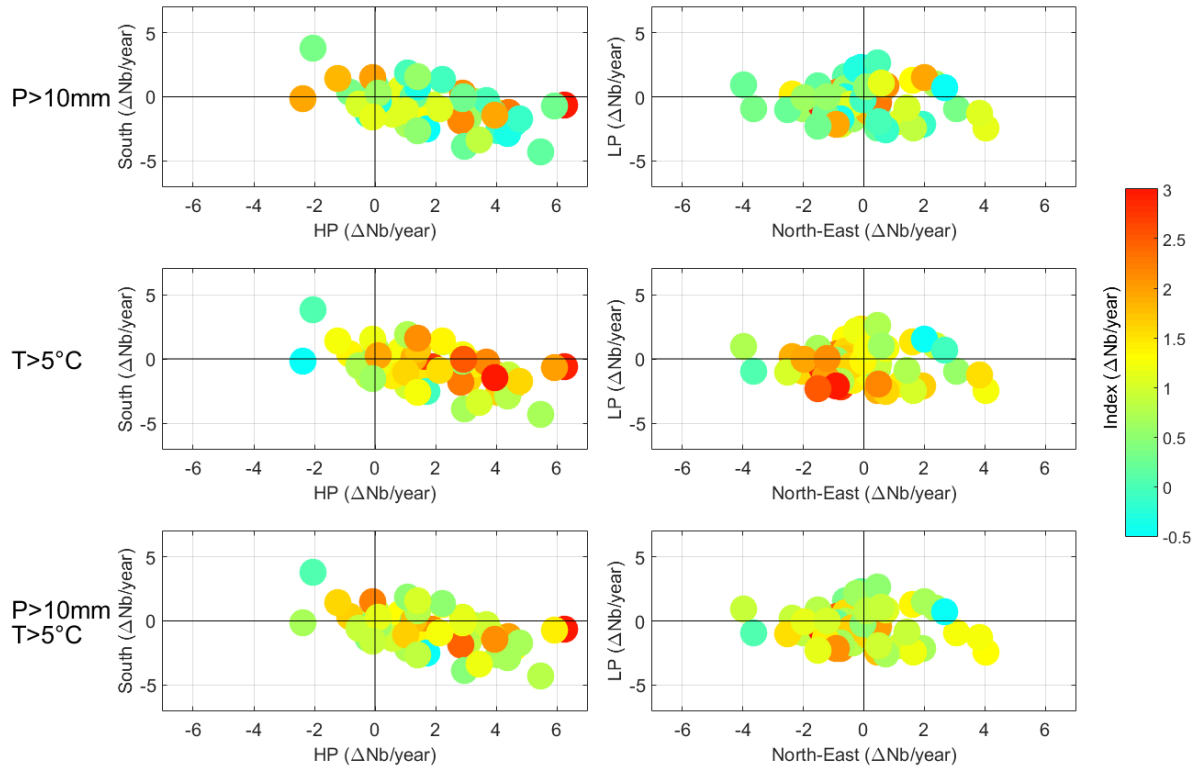 P>10mm
South (ΔNb/year)
5
0
-5
-6 -4 -2 0 2 4 6
HP (ΔNb/year)
LP (ΔNb/year)
5
0
-5
-6 -4 -2 0 2 4 6
North-East (ΔNb/year)
T>5°C
South (ΔNb/year)
5
0
-5
-6 -4 -2 0 2 4 6
HP (ΔNb/year)
LP (ΔNb/year)
5
0
-5
-6 -4 -2 0 2 4 6
North-East (ΔNb/year)
P>10mm
T>5°C
South (ΔNb/year)
5
0
-5
-6 -4 -2 0 2 4 6
HP (ΔNb/year)
LP (ΔNb/year)
5
0
-5
-6 -4 -2 0 2 4 6
North-East (ΔNb/year)
Index (ΔNb/year)
3
2.5
2
1.5
1
0.5
0
-0.5